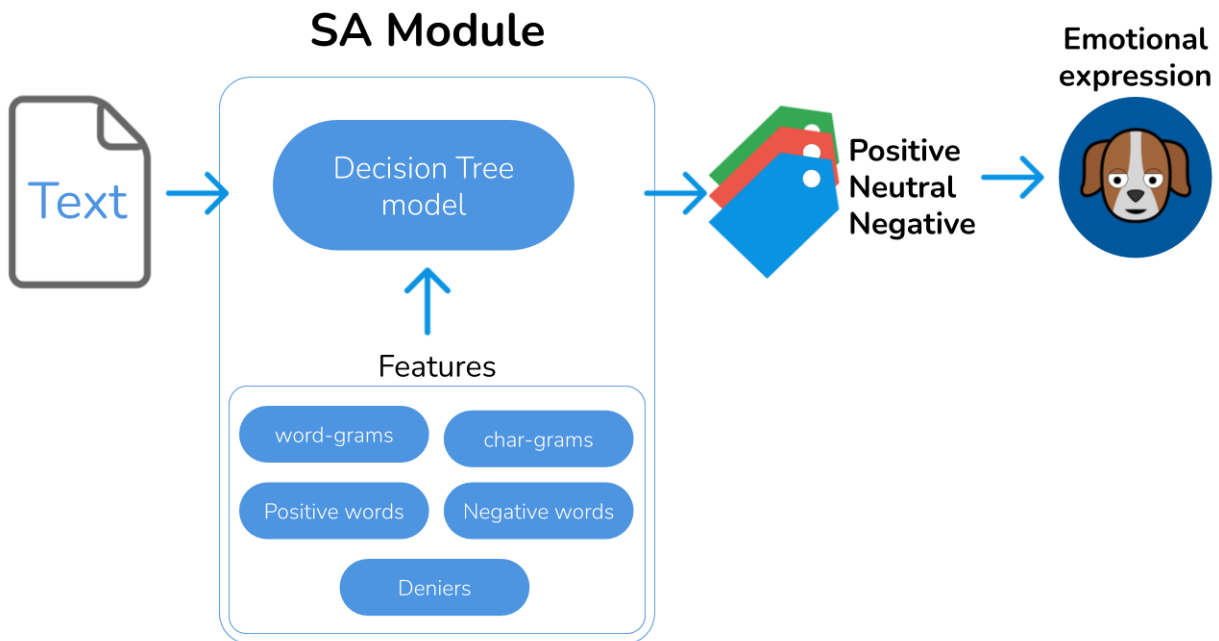 SA Module
Emotional
expression
Text
Decision Tree
model
Positive
Neutral
Negative
Features
word-grams
char-grams
Positive words
Negative words
Deniers